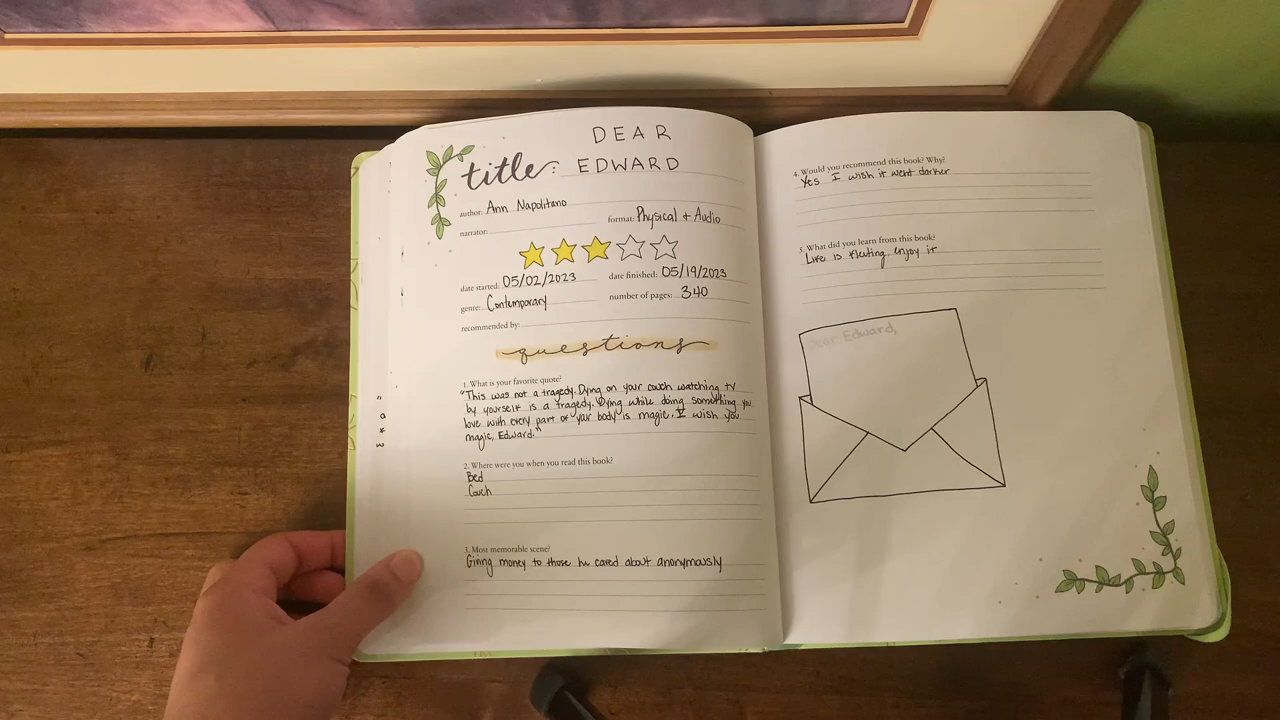 DEAR
title: EDWARD
author: Ann Napolitano
narrator: format: Physical + Audio
date started: 05/02/2023 date finished: 05/19/2023
genre: Contemporary number of pages: 340
recommended by:
questions
1. What is your favorite quote?
"This was not a tragedy. Dying on your couch watching TV
by yourself is a tragedy. Dying while doing something you
love with every part of your body is magic. I wish you
magic, Edward."
2. Where were you when you read this book?
Bed
Couch
3. Most memorable scene?
Giving money to those he cared about anonymously
4. Would you recommend this book? Why?
Yes I wish it went darker
5. What did you learn from this book?
Life is fleeting, enjoy it
Dear Edward,